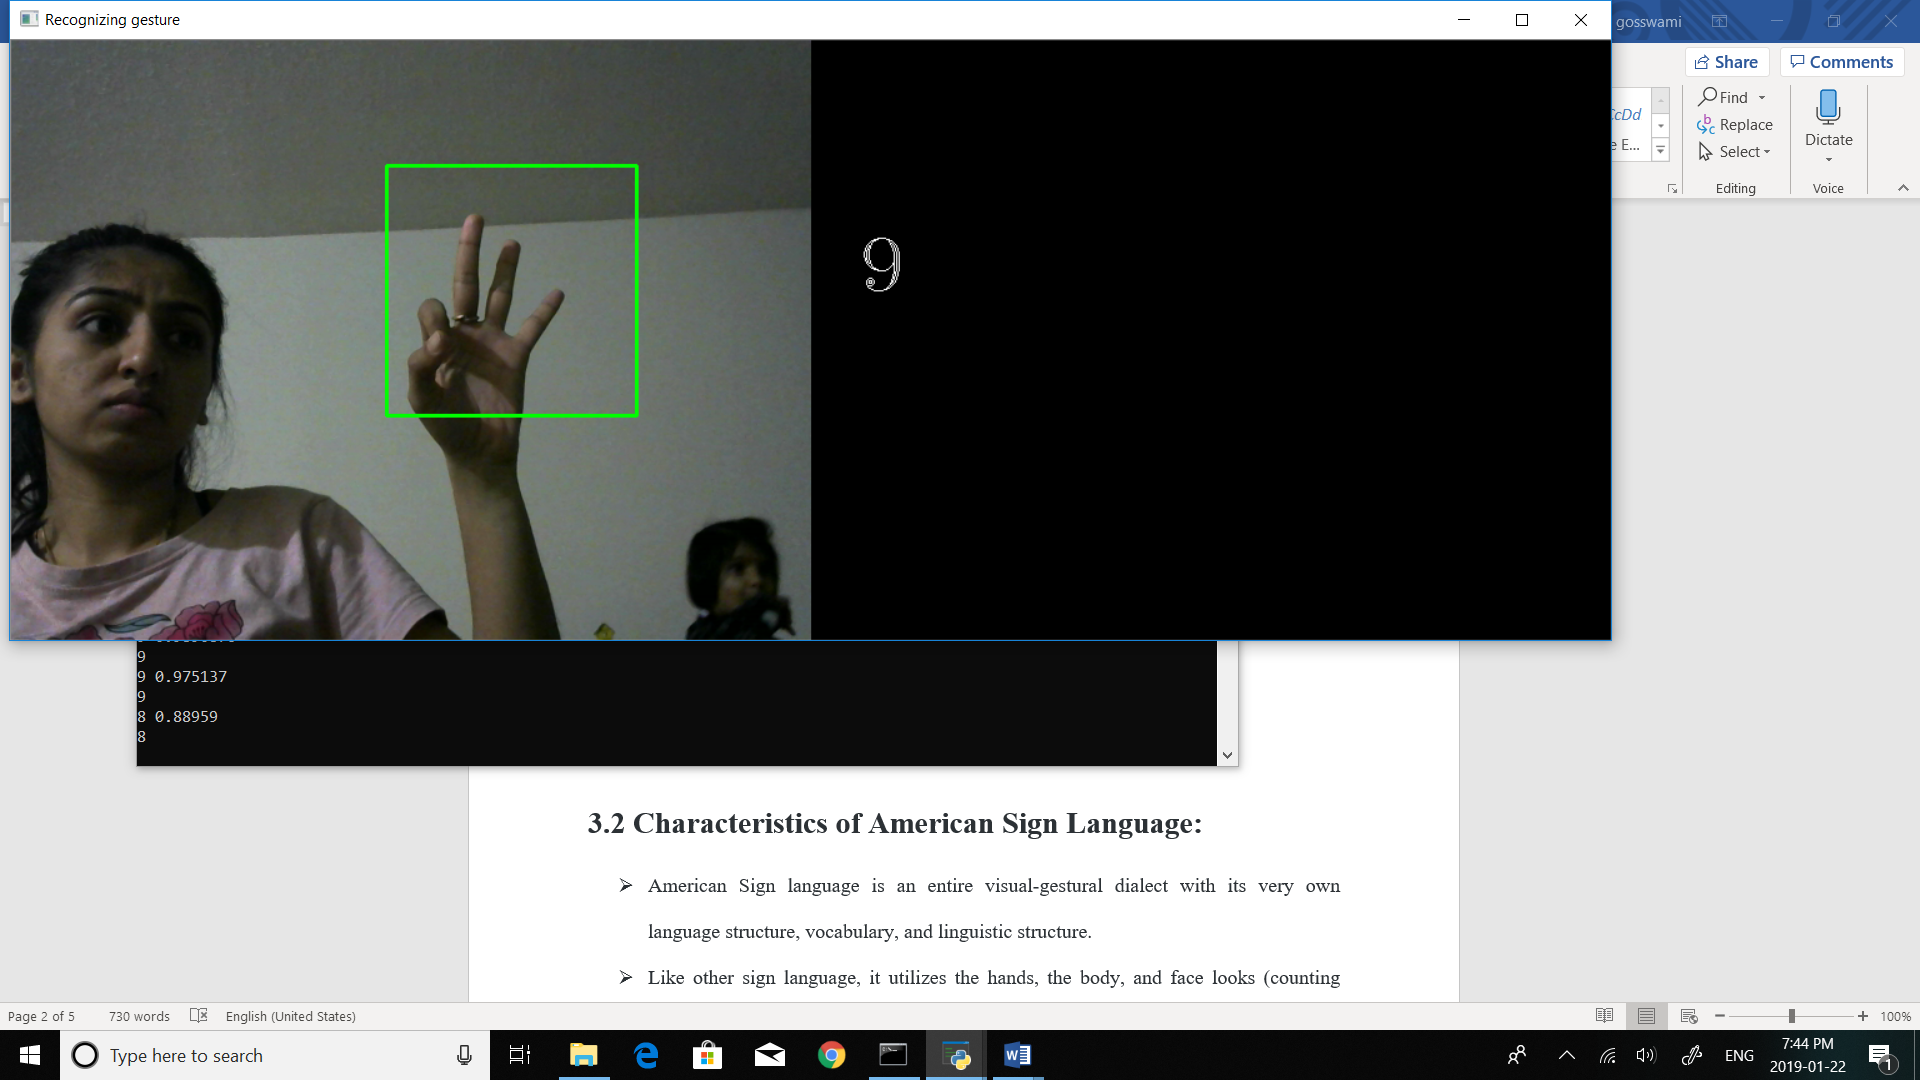 Recognizing gesture
gosswami
Share
Comments
Find
Replace
Select
Editing
Dictate
Voice
CcDd
e E...
9
9
9 0.975137
9
8 0.88959
8
3.2 Characteristics of American Sign Language:
➢ American Sign language is an entire visual-gestural dialect with its very own
language structure, vocabulary, and linguistic structure.
➢ Like other sign language, it utilizes the hands, the body, and face looks (counting
Page 2 of 5
730 words
English (United States)
100%
Type here to search
ENG
7:44 PM
2019-01-22
1